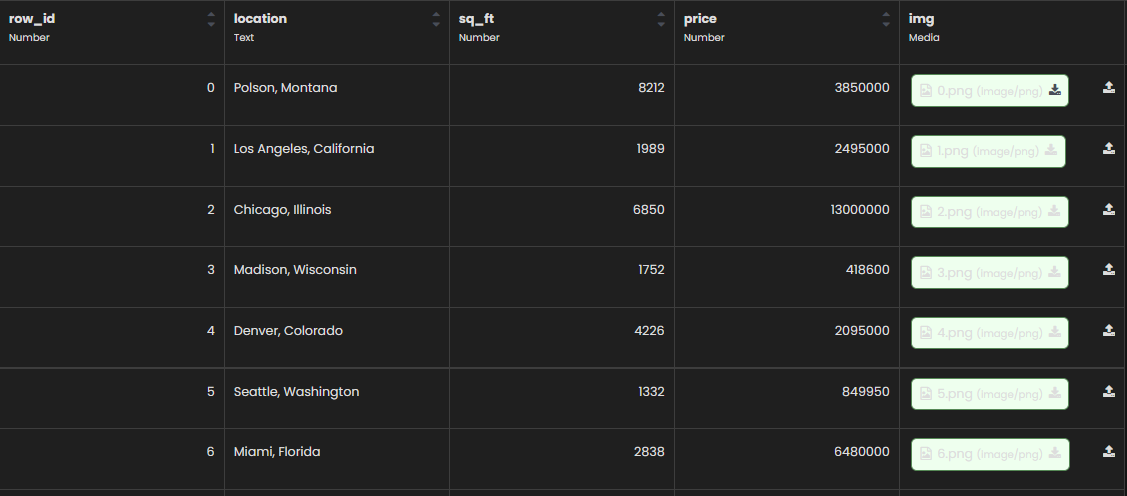 row_id location sq_ft price img
Number Text Number Number Media
0 Polson, Montana 8212 3850000 0.png (image/png)
1 Los Angeles, California 1989 2495000 1.png (image/png)
2 Chicago, Illinois 6850 13000000 2.png (image/png)
3 Madison, Wisconsin 1752 418600 3.png (image/png)
4 Denver, Colorado 4226 2095000 4.png (image/png)
5 Seattle, Washington 1332 849950 5.png (image/png)
6 Miami, Florida 2838 6480000 6.png (image/png)